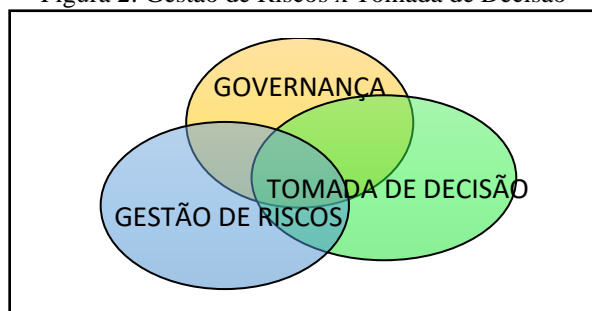 Figura 2: Gestão de Riscos x Tomada de Decisão
GOVERNANÇA
TOMADA DE DECISÃO
GESTÃO DE RISCOS